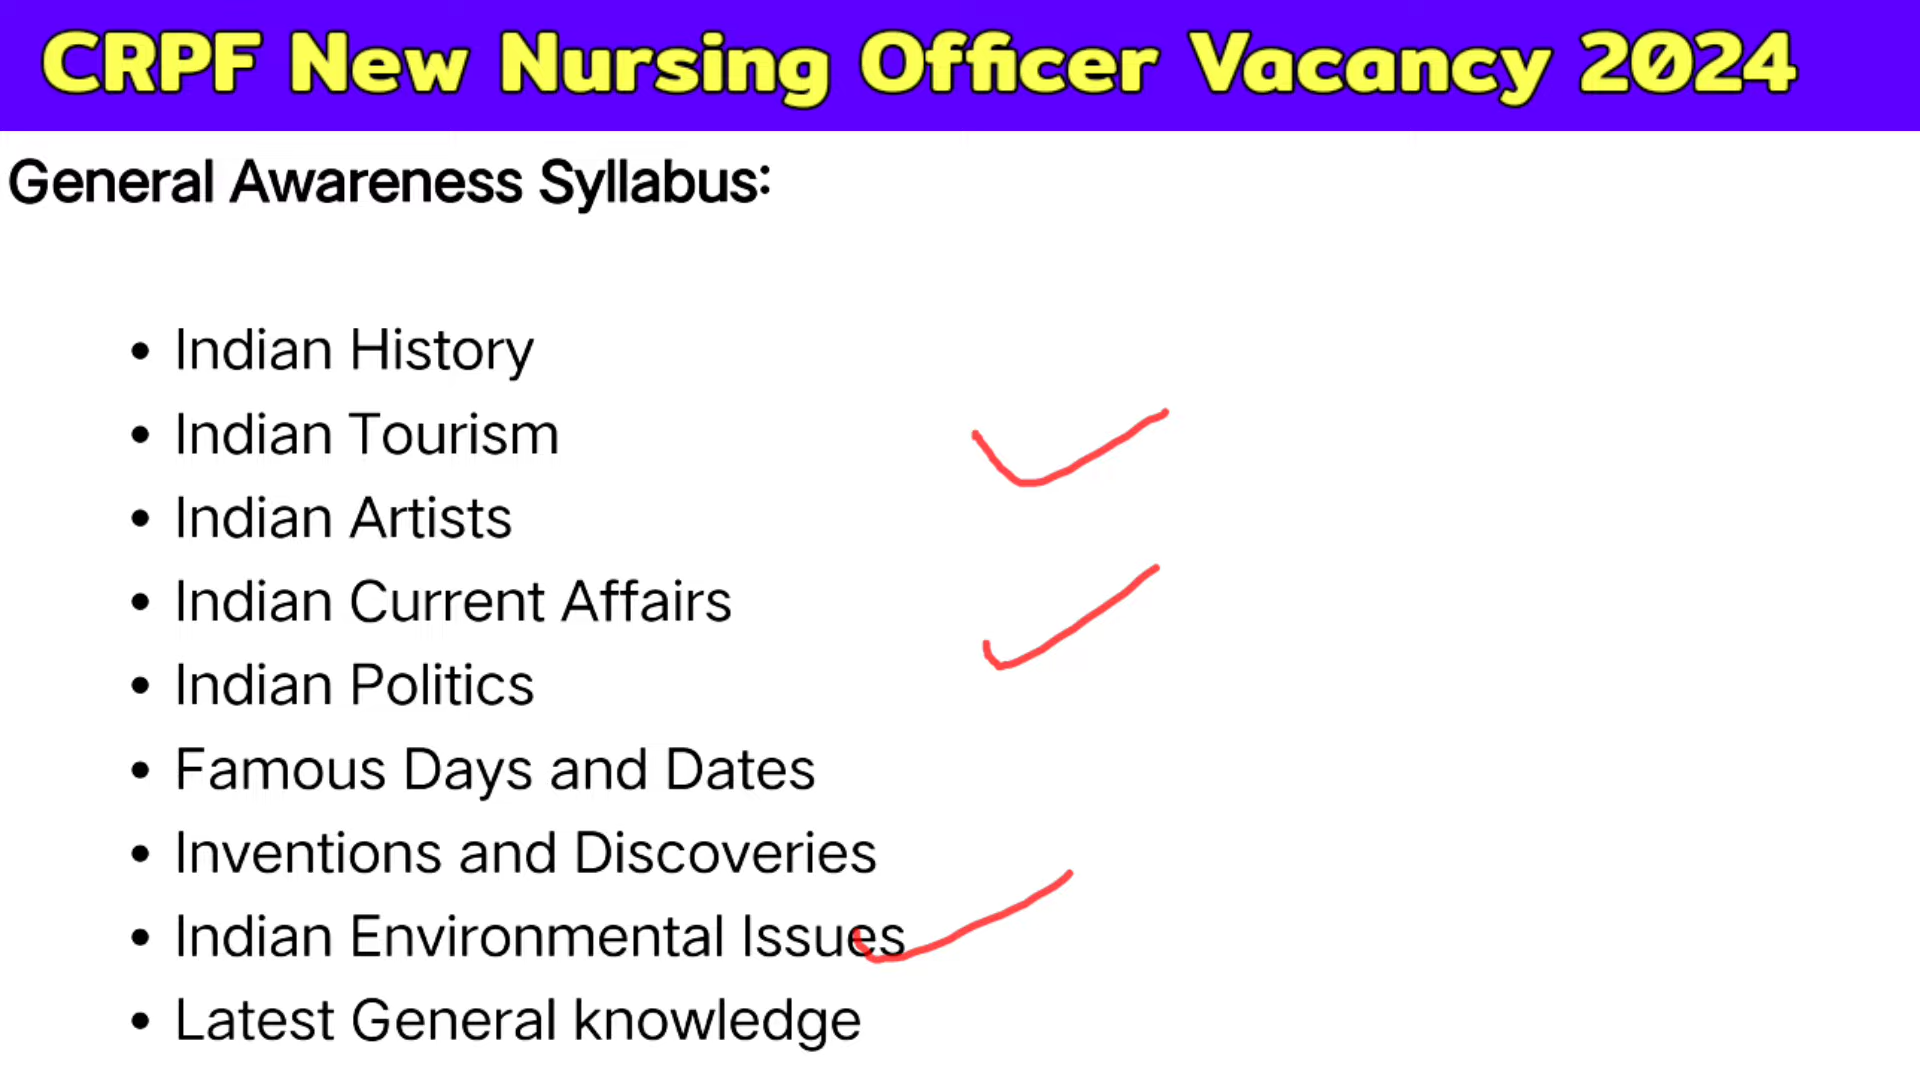 CRPF New Nursing Officer Vacancy 2024
General Awareness Syllabus:
• Indian History
• Indian Tourism
• Indian Artists
• Indian Current Affairs
• Indian Politics
• Famous Days and Dates
• Inventions and Discoveries
• Indian Environmental Issues
• Latest General knowledge